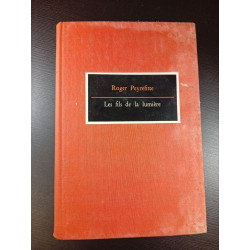 Roger Peyrefitte
Les fils de la lumière